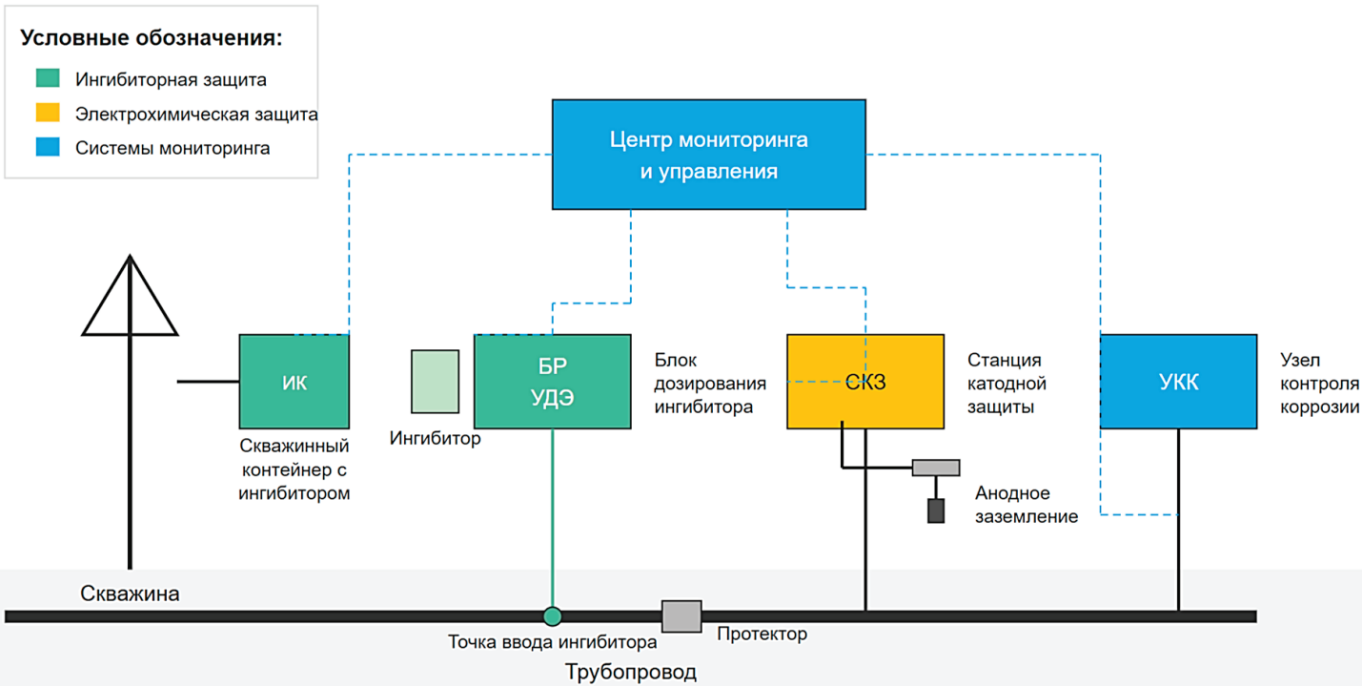 Условные обозначения:
Ингибиторная защита
Электрохимическая защита
Системы мониторинга
Центр мониторинга
и управления
ИК
Скважинный
контейнер с
ингибитором
Ингибитор
БР
УДЭ
Блок
дозирования
ингибитора
СКЗ
Станция
катодной
защиты
Анодное
заземление
УКК
Узел
контроля
коррозии
Скважина
Точка ввода ингибитора
Протектор
Трубопровод